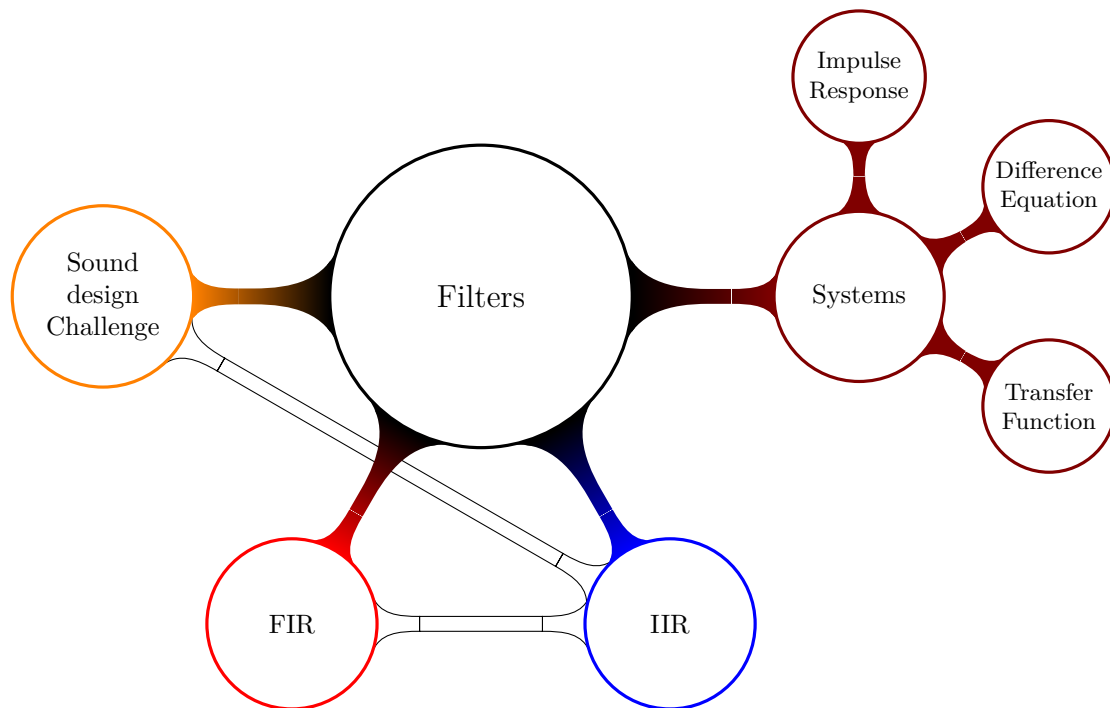 Impulse
Response
Difference
Equation
Sound
design
Challenge
Filters
Systems
Transfer
Function
FIR
IIR